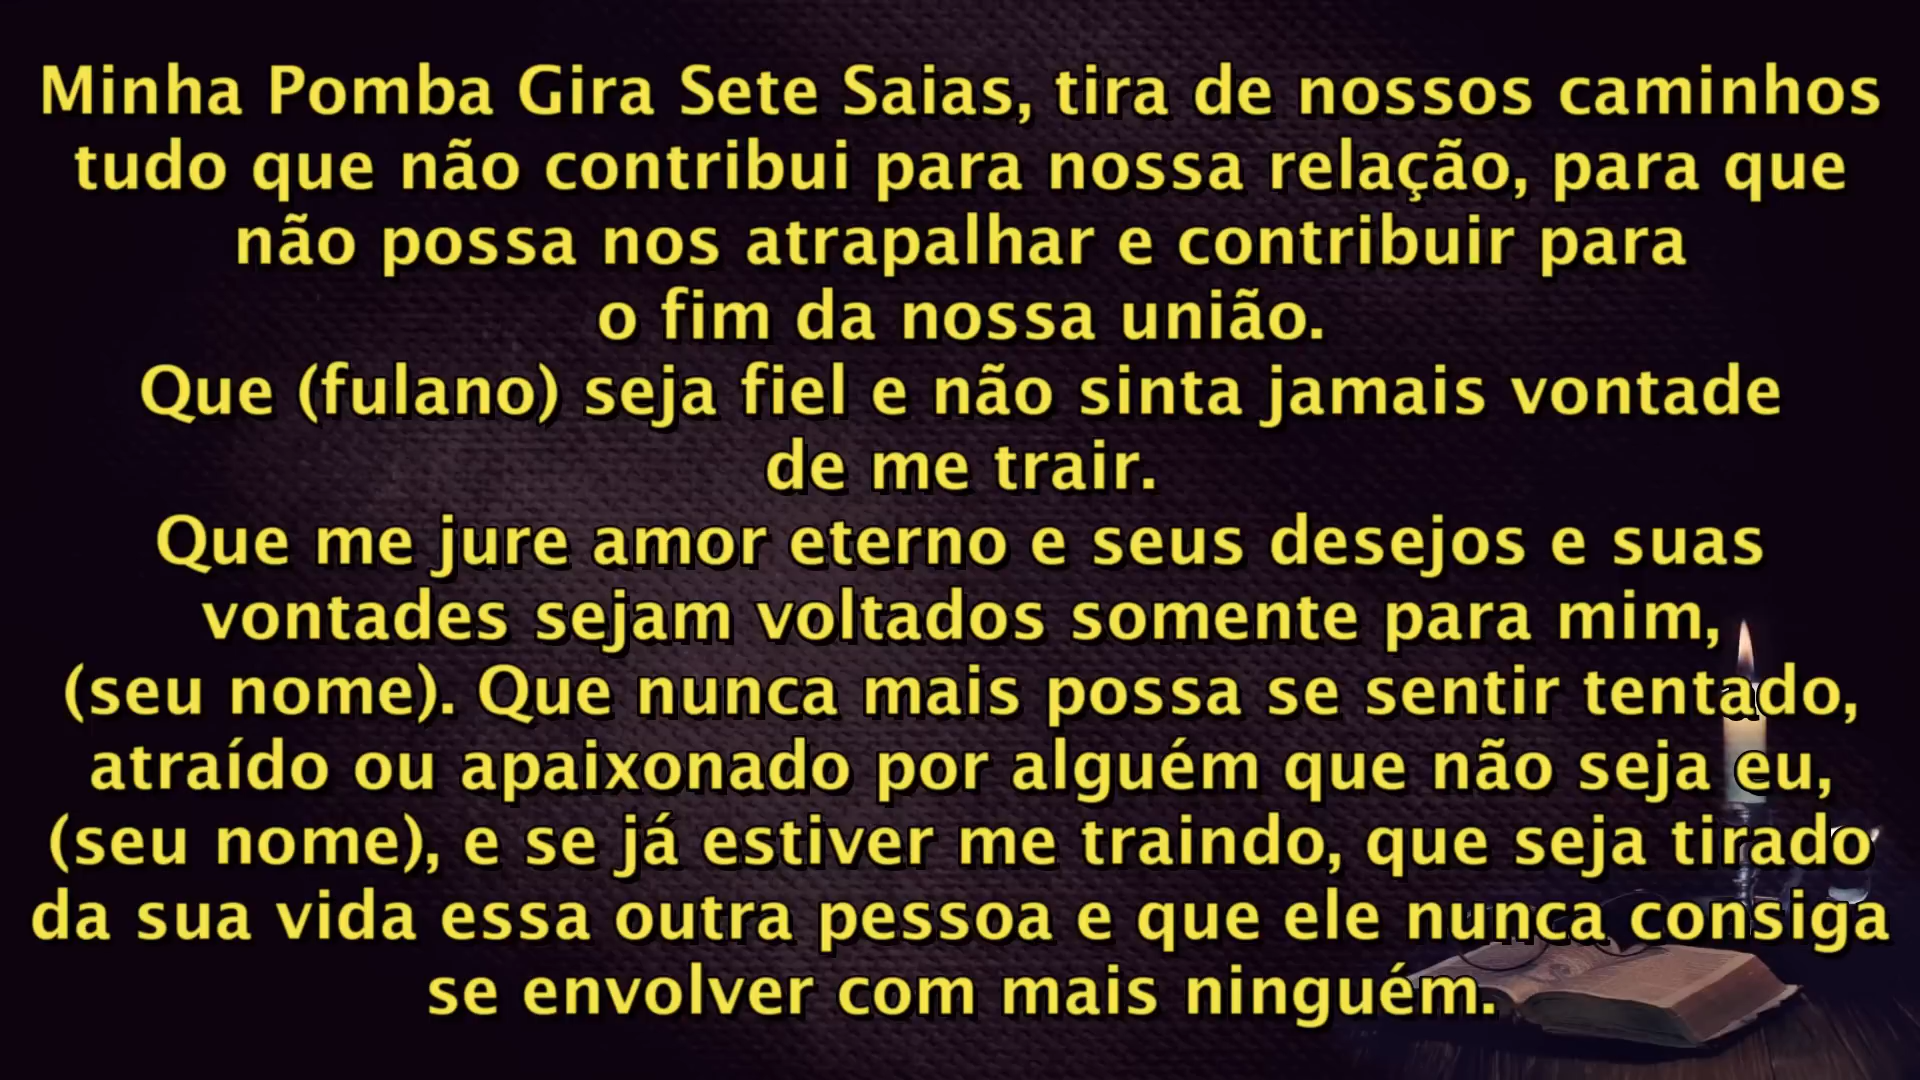 Minha Pomba Gira Sete Saias, tira de nossos caminhos
tudo que não contribui para nossa relação, para que
não possa nos atrapalhar e contribuir para
o fim da nossa união.
Que (fulano) seja fiel e não sinta jamais vontade
de me trair.
Que me jure amor eterno e seus desejos e suas
vontades sejam voltados somente para mim,
(seu nome). Que nunca mais possa se sentir tentado,
atraído ou apaixonado por alguém que não seja eu,
(seu nome), e se já estiver me traindo, que seja tirado
da sua vida essa outra pessoa e que ele nunca consiga
se envolver com mais ninguém.